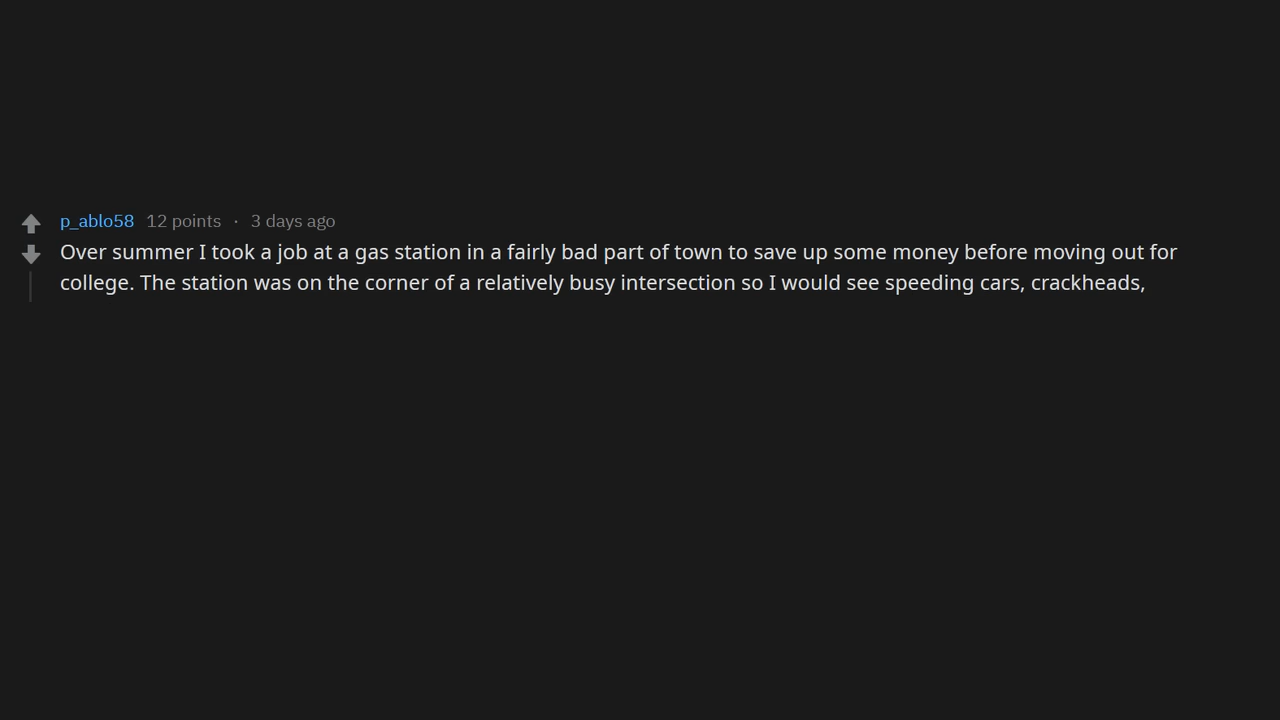 p_ablo58 12 points · 3 days ago
Over summer I took a job at a gas station in a fairly bad part of town to save up some money before moving out for
college. The station was on the corner of a relatively busy intersection so I would see speeding cars, crackheads,